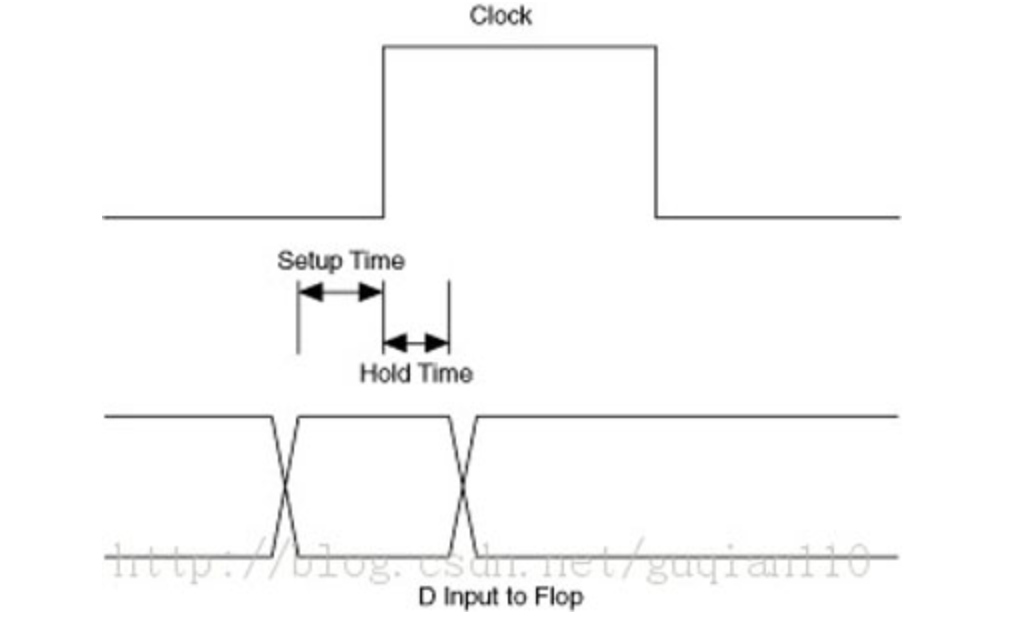 Clock
Setup Time
Hold Time
http://blog.csdn.net/guqian110
D Input to Flop